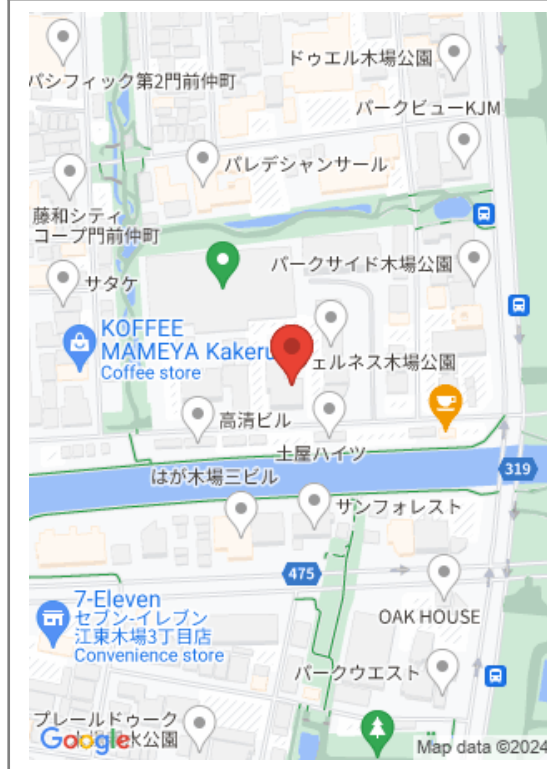 ドゥエル木場公園
パシフィック第2門前仲町
パークビューKJM
パレデシャンサール
藤和シティ
コープ門前仲町
パークサイド木場公園
サタケ
KOFFEE
MAMEYA Kakeru
Coffee store
ェルネス木場公園
高清ビル
土屋ハイツ
はが木場三ビル
319
サンフォレスト
475
7-Eleven
セブン-イレブン
江東木場3丁目店
Convenience store
OAK HOUSE
パークウエスト
プレールドゥーク
水公園
Google
Map data ©2024